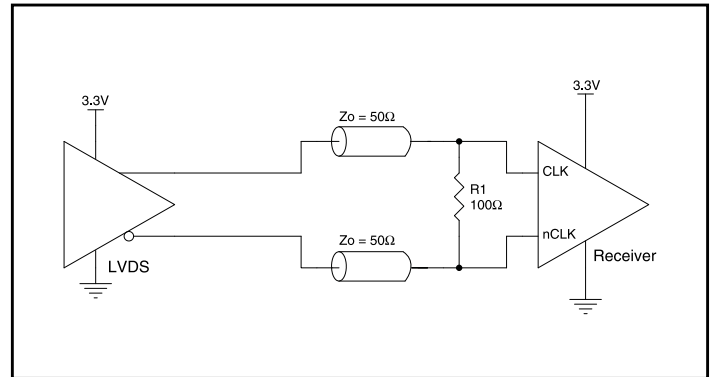 3.3V
3.3V
Zo = 50Ω
CLK
R1
100Ω
nCLK
Zo = 50Ω
Receiver
LVDS